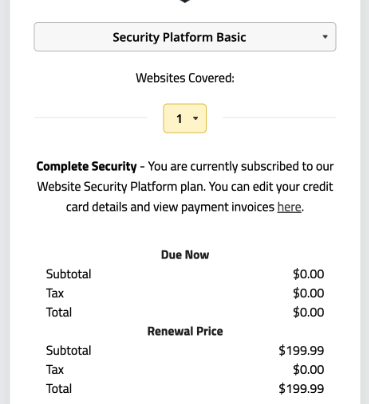 Security Platform Basic
Websites Covered:
1
Complete Security - You are currently subscribed to our
Website Security Platform plan. You can edit your credit
card details and view payment invoices here.
Due Now
Subtotal $0.00
Tax $0.00
Total $0.00
Renewal Price
Subtotal $199.99
Tax $0.00
Total $199.99